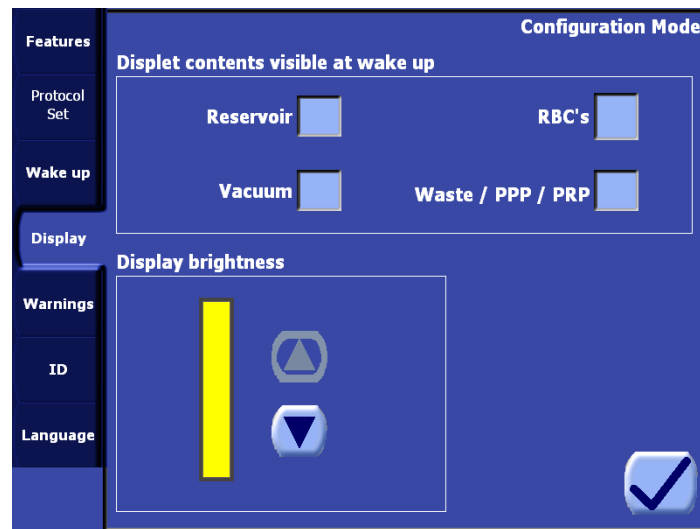 Configuration Mode
Features
Protocol
Set
Wake up
Display
Warnings
ID
Language
Displet contents visible at wake up
Reservoir
RBC's
Vacuum
Waste / PPP / PRP
Display brightness